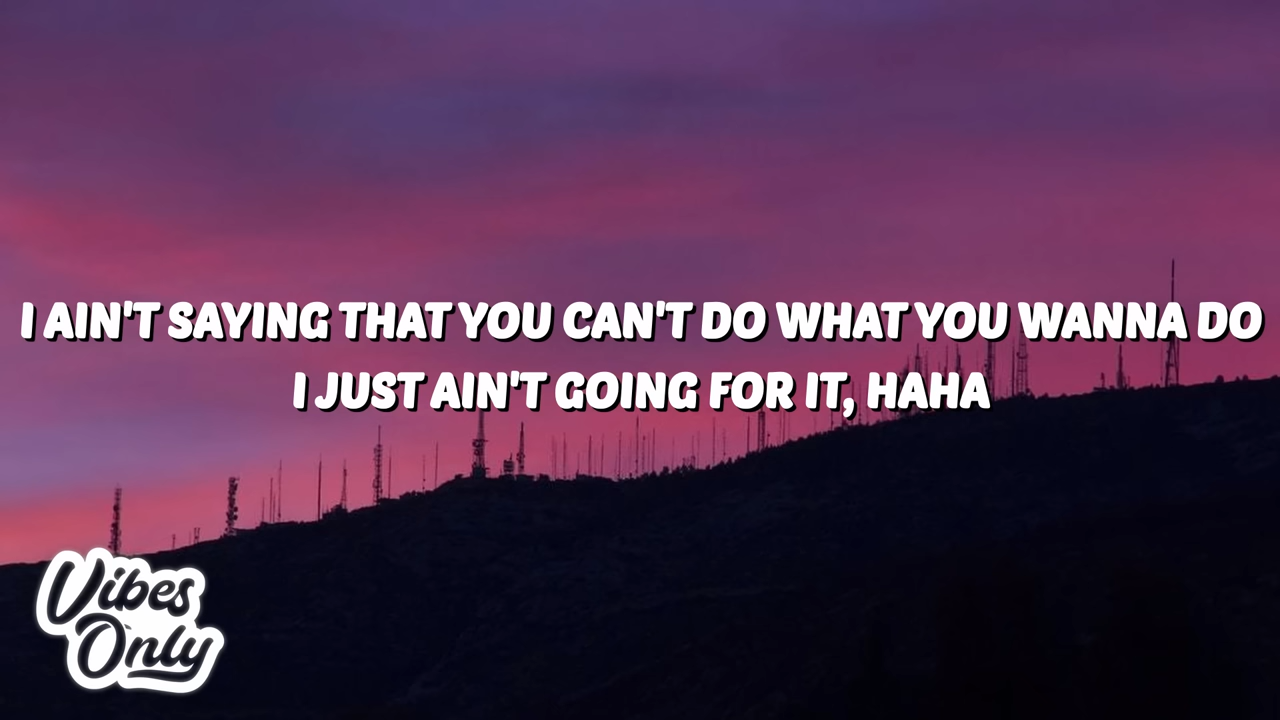 I AIN'T SAYING THAT YOU CAN'T DO WHAT YOU WANNA DO
I JUST AIN'T GOING FOR IT, HAHA
Vibes
Only